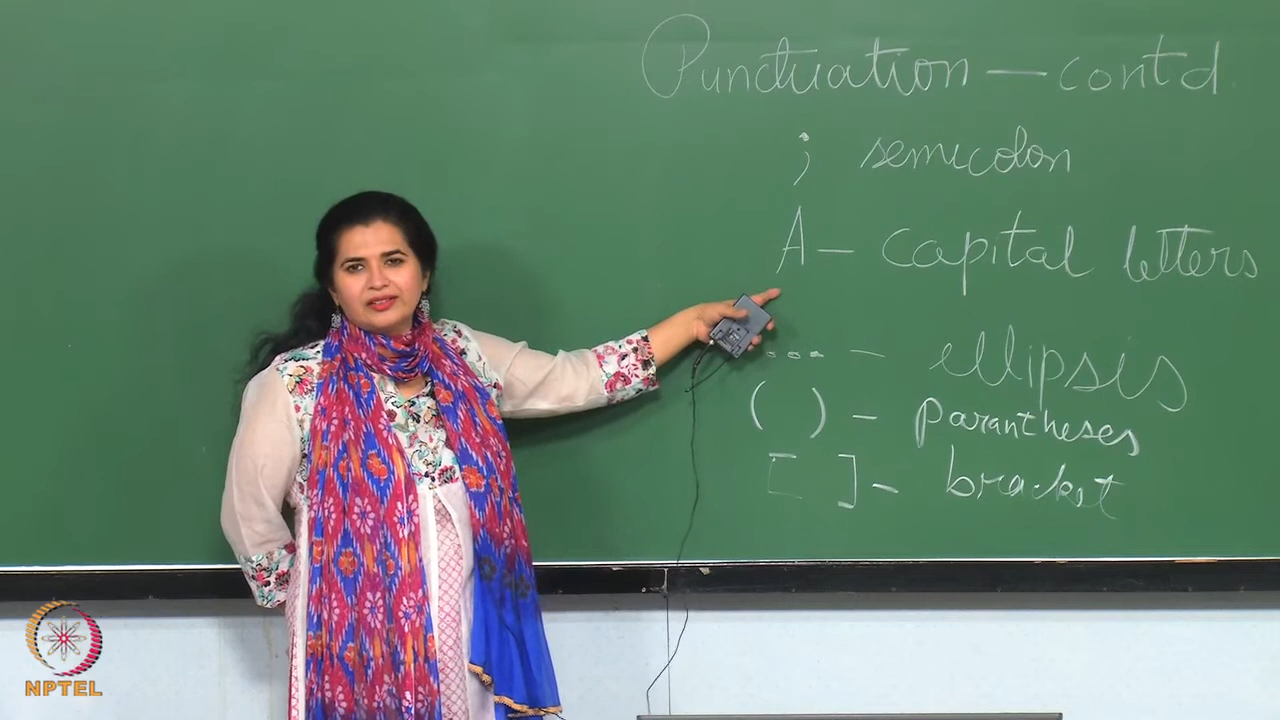 Punctuation — contd
; semicolon
A — capital letters
... — ellipsis
( ) - parantheses
[ ] - bracket
NPTEL